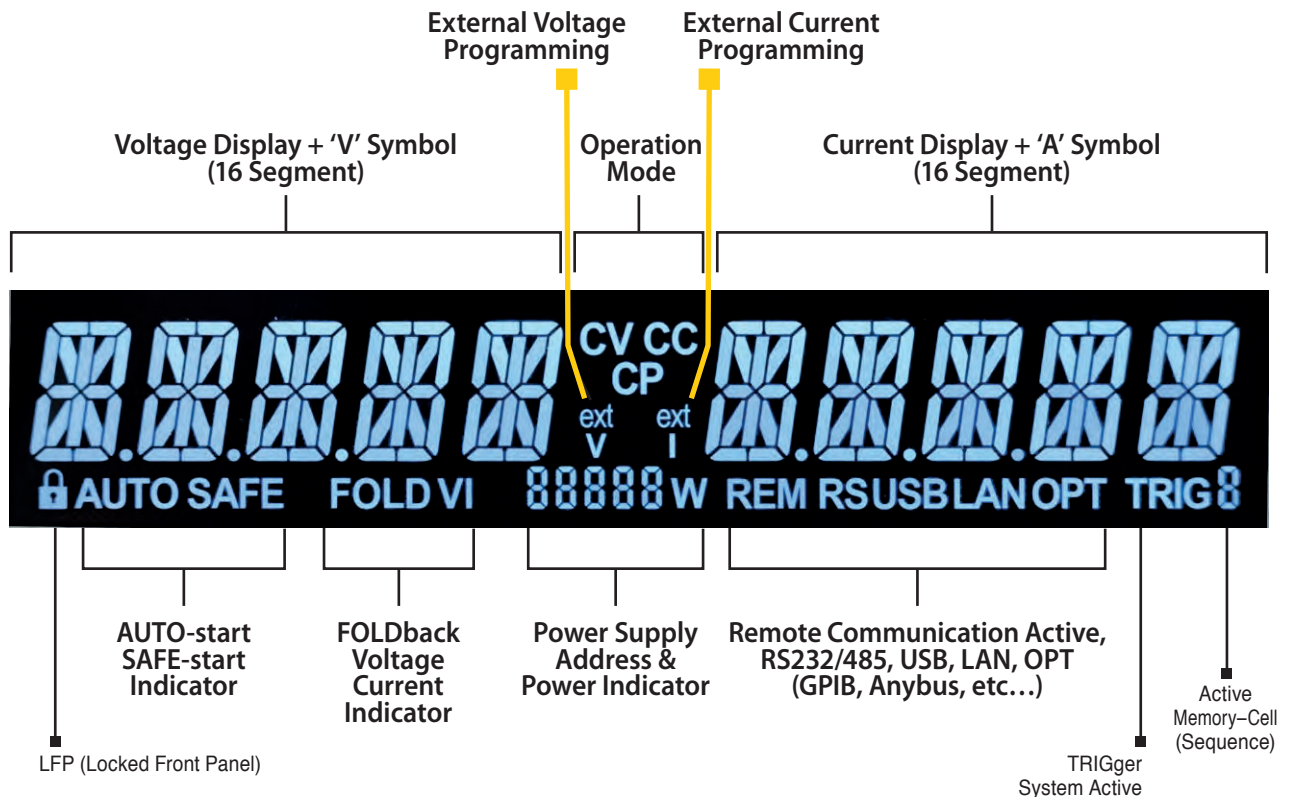 External Voltage
Programming
External Current
Programming
Voltage Display + ‘V’ Symbol
(16 Segment)
Operation
Mode
Current Display + ‘A’ Symbol
(16 Segment)
CV CC
CP
ext
V
ext
I
AUTO SAFE
FOLD VI
88888 W
REM RS USB LAN OPT
TRIG 8
AUTO-start
SAFE-start
Indicator
FOLDback
Voltage
Current
Indicator
Power Supply
Address &
Power Indicator
Remote Communication Active,
RS232/485, USB, LAN, OPT
(GPIB, Anybus, etc…)
Active
Memory–Cell
(Sequence)
LFP (Locked Front Panel)
TRIGger
System Active